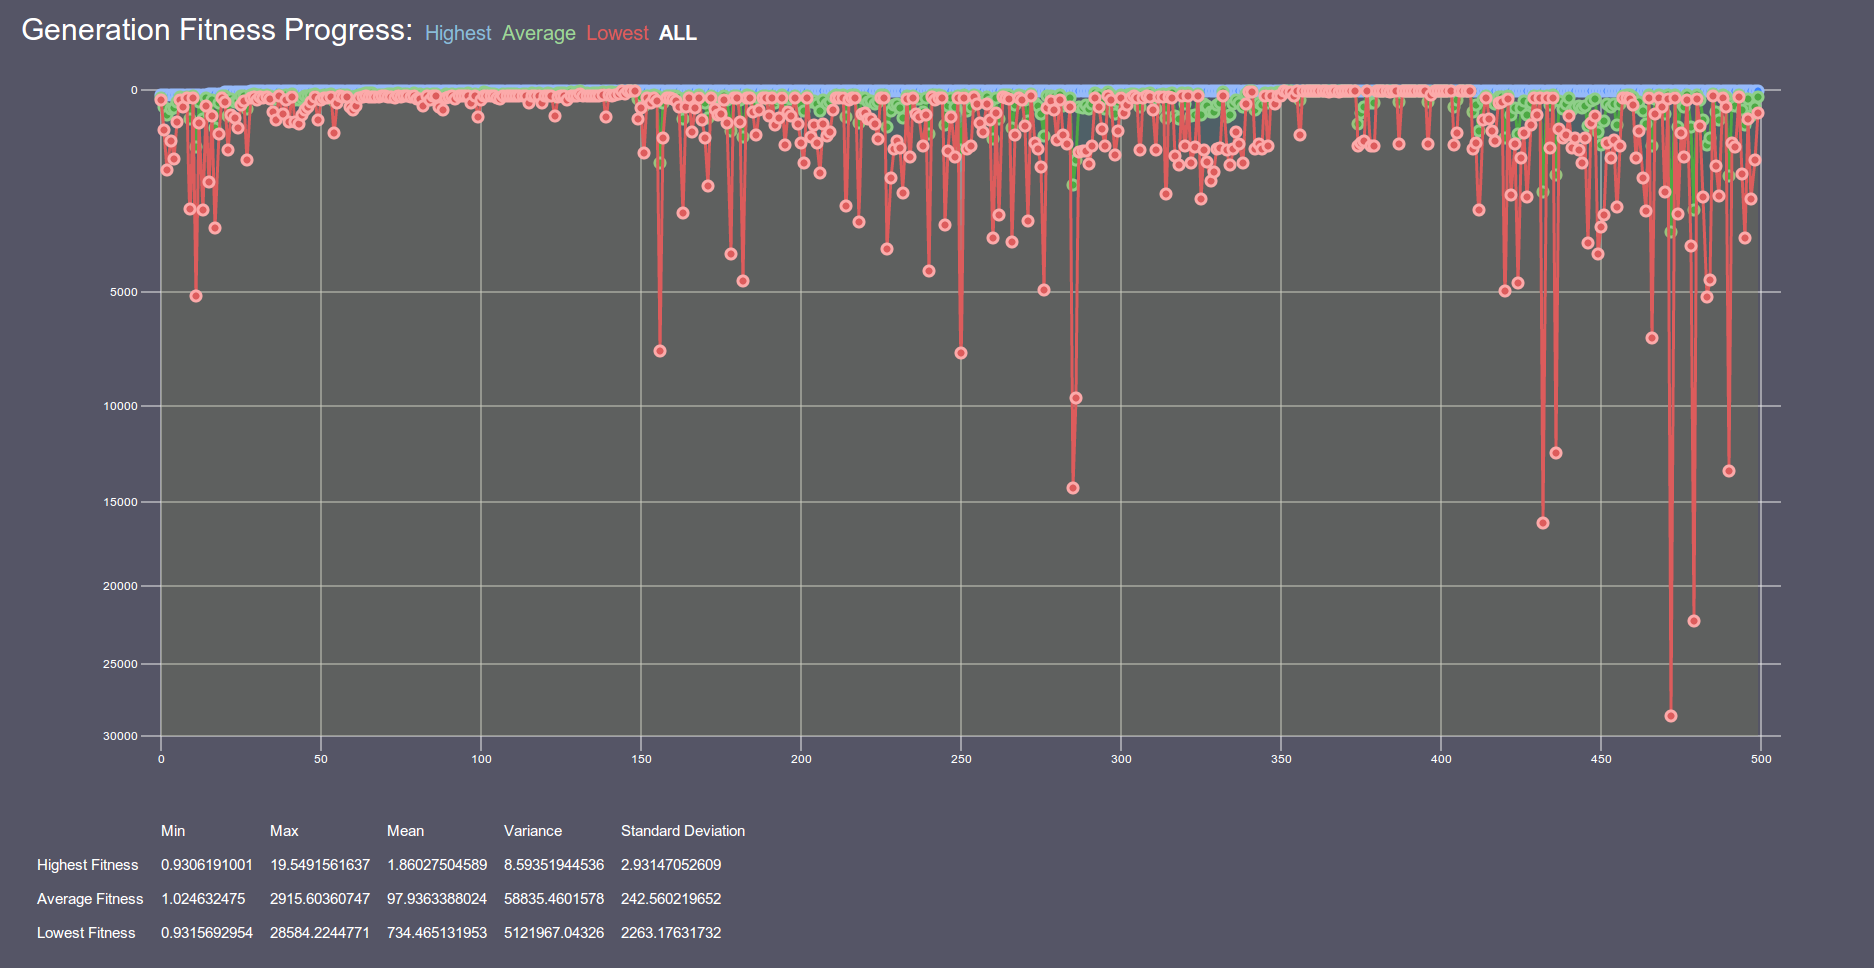 Generation Fitness Progress: Highest Average Lowest ALL
0
5000
10000
15000
20000
25000
30000
0 50 100 150 200 250 300 350 400 450 500
Min Max Mean Variance Standard Deviation
Highest Fitness 0.9306191001 19.5491561637 1.86027504589 8.59351944536 2.93147052609
Average Fitness 1.024632475 2915.60360747 97.9363388024 58835.4601578 242.560219652
Lowest Fitness 0.9315692954 28584.2244771 734.465131953 5121967.04326 2263.17631732